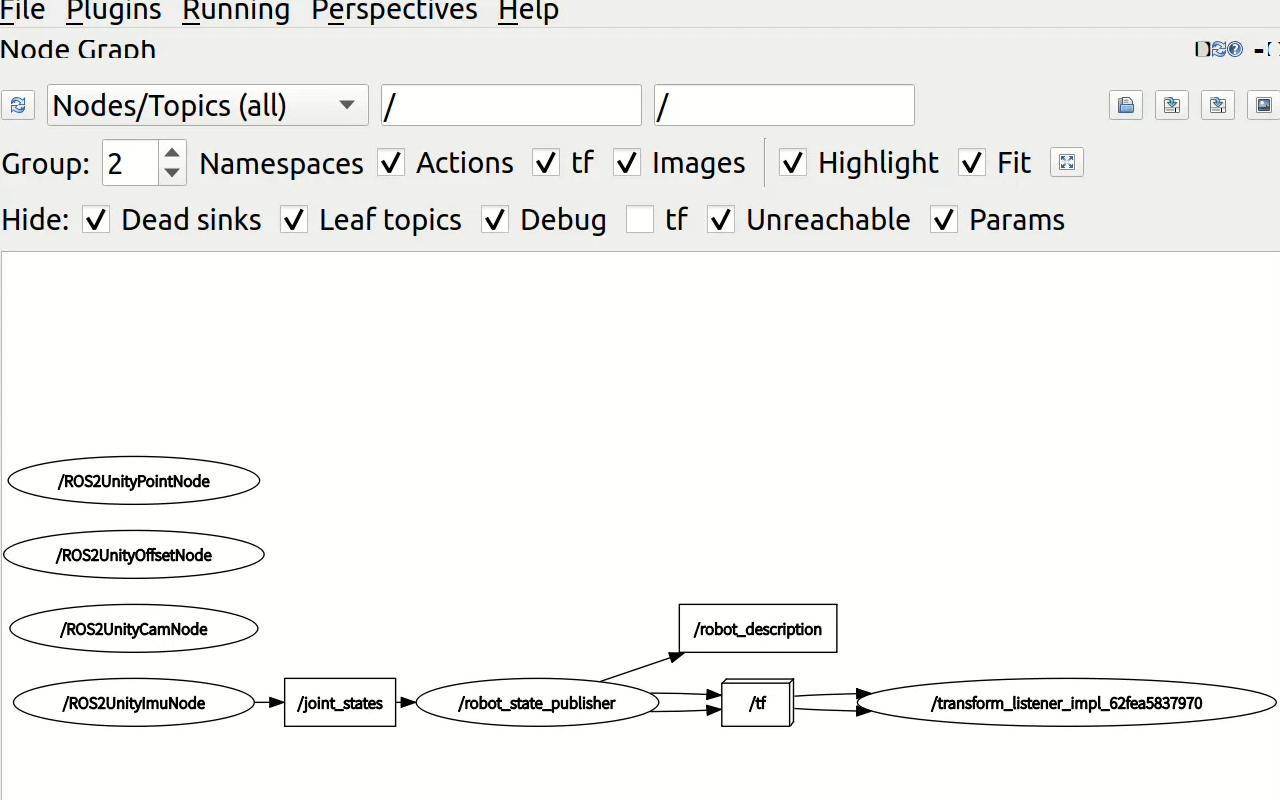 File Plugins Running Perspectives Help
Node Graph
Nodes/Topics (all) / /
Group: 2 Namespaces Actions tf Images Highlight Fit
Hide: Dead sinks Leaf topics Debug tf Unreachable Params
/ROS2UnityPointNode
/ROS2UnityOffsetNode
/ROS2UnityCamNode
/robot_description
/ROS2UnityImuNode /joint_states /robot_state_publisher /tf /transform_listener_impl_62fea5837970